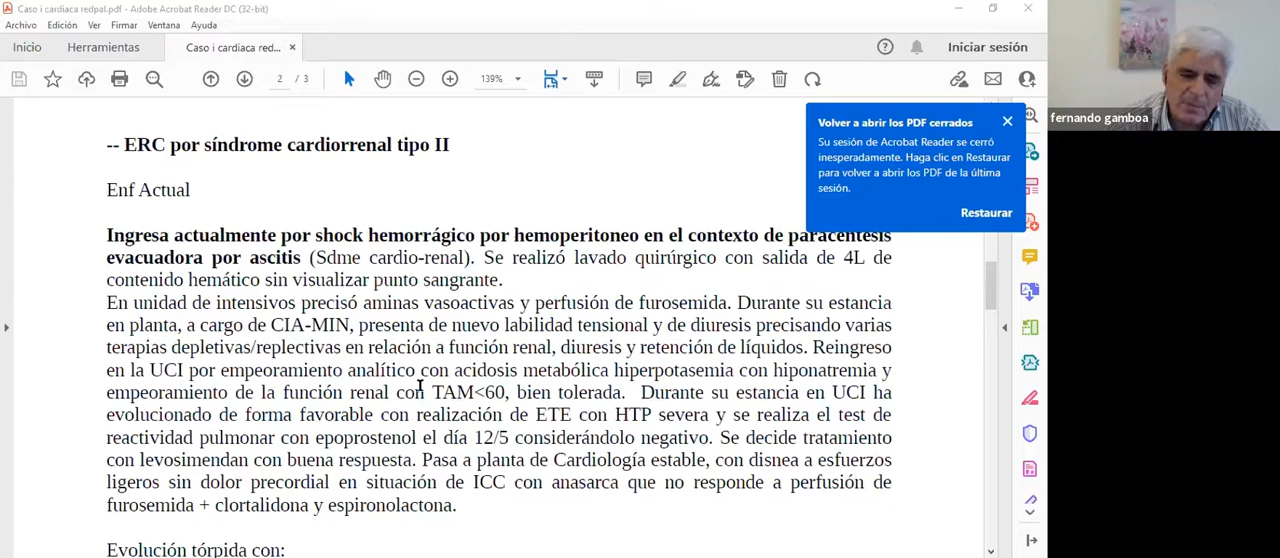 Caso i cardiaca redpal.pdf - Adobe Acrobat Reader DC (32-bit)
Archivo Edición Ver Firmar Ventana Ayuda
Inicio Herramientas Caso i cardiaca red... × Iniciar sesión
2 / 3 139%
fernando gamboa
Volver a abrir los PDF cerrados
Su sesión de Acrobat Reader se cerró
inesperadamente. Haga clic en Restaurar
para volver a abrir los PDF de la última
sesión.
Restaurar
-- ERC por síndrome cardiorrenal tipo II
Enf Actual
Ingresa actualmente por shock hemorrágico por hemoperitoneo en el contexto de paracentesis
evacuadora por ascitis (Sdme cardio-renal). Se realizó lavado quirúrgico con salida de 4L de
contenido hemático sin visualizar punto sangrante.
En unidad de intensivos precisó aminas vasoactivas y perfusión de furosemida. Durante su estancia
en planta, a cargo de CIA-MIN, presenta de nuevo labilidad tensional y de diuresis precisando varias
terapias depletivas/replectivas en relación a función renal, diuresis y retención de líquidos. Reingreso
en la UCI por empeoramiento analítico con acidosis metabólica hiperpotasemia con hiponatremia y
empeoramiento de la función renal con TAM<60, bien tolerada. Durante su estancia en UCI ha
evolucionado de forma favorable con realización de ETE con HTP severa y se realiza el test de
reactividad pulmonar con epoprostenol el día 12/5 considerándolo negativo. Se decide tratamiento
con levosimendan con buena respuesta. Pasa a planta de Cardiología estable, con disnea a esfuerzos
ligeros sin dolor precordial en situación de ICC con anasarca que no responde a perfusión de
furosemida + clortalidona y espironolactona.
Evolución tórpida con: